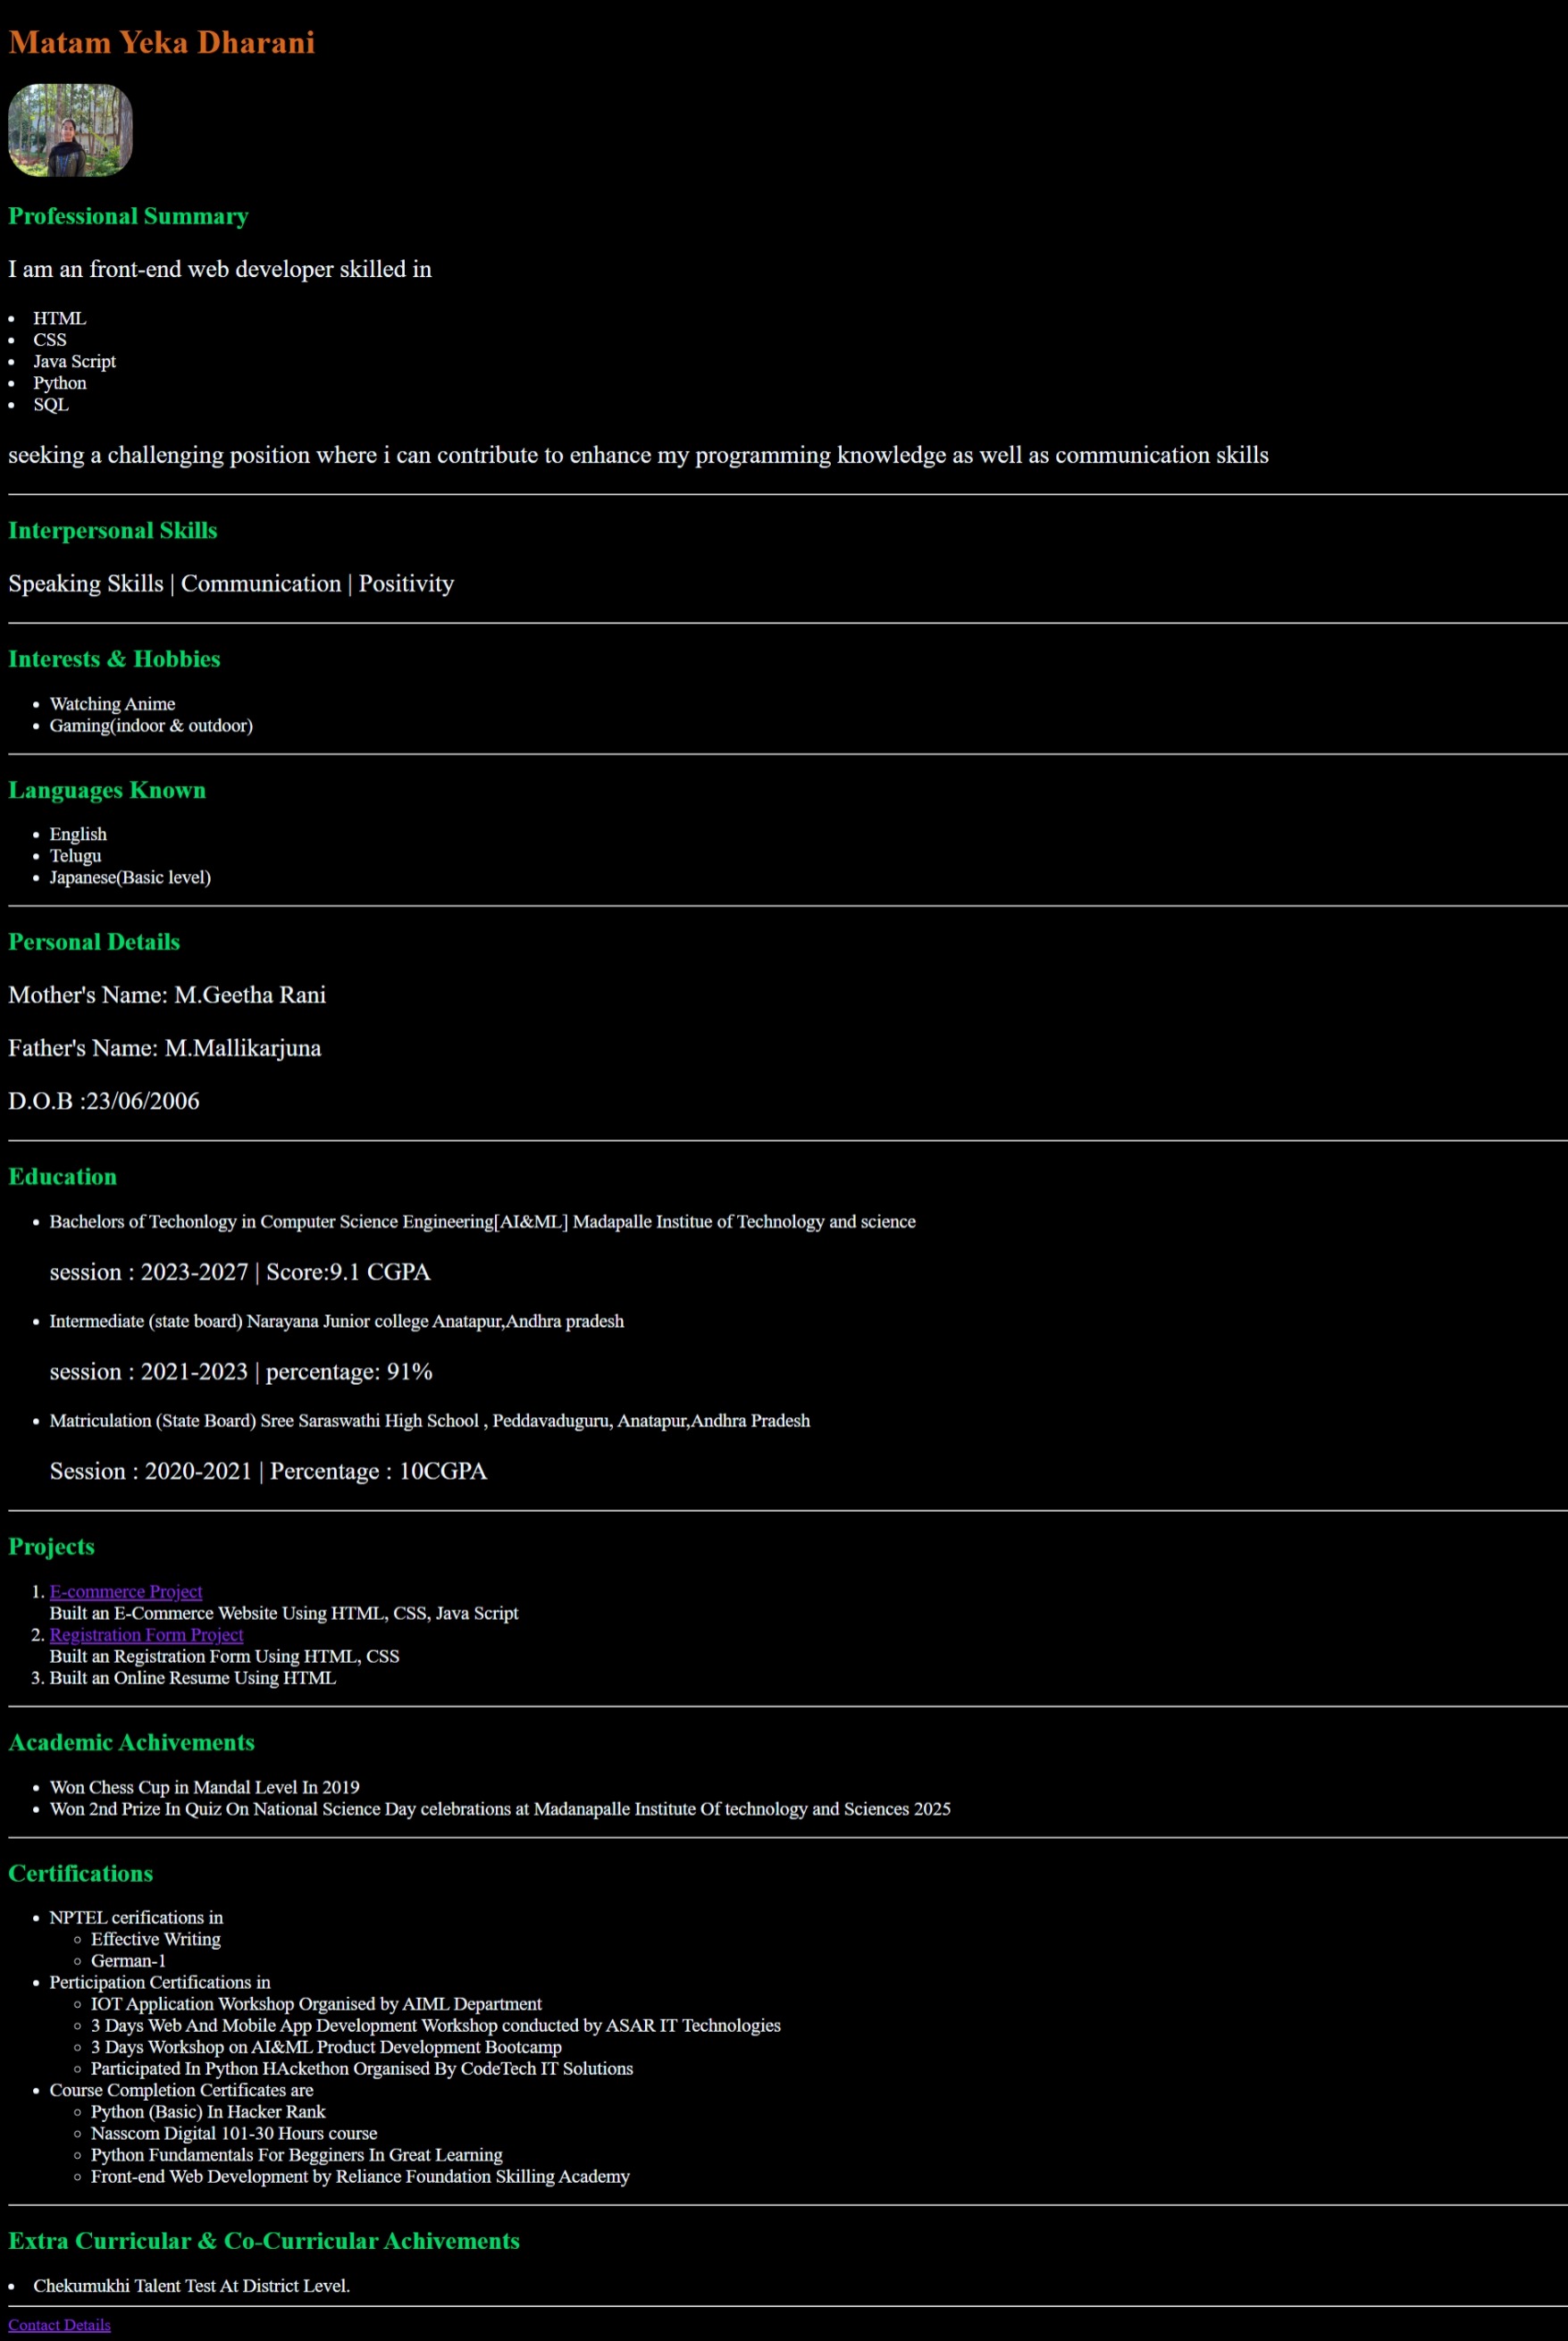 Matam Yeka Dharani
Professional Summary
I am an front-end web developer skilled in
• HTML
• CSS
• Java Script
• Python
• SQL
seeking a challenging position where i can contribute to enhance my programming knowledge as well as communication skills
Interpersonal Skills
Speaking Skills | Communication | Positivity
Interests & Hobbies
• Watching Anime
• Gaming(indoor & outdoor)
Languages Known
• English
• Telugu
• Japanese(Basic level)
Personal Details
Mother's Name: M.Geetha Rani
Father's Name: M.Mallikarjuna
D.O.B :23/06/2006
Education
• Bachelors of Techonlogy in Computer Science Engineering[AI&ML] Madapalle Institue of Technology and science
session : 2023-2027 | Score:9.1 CGPA
• Intermediate (state board) Narayana Junior college Anatapur,Andhra pradesh
session : 2021-2023 | percentage: 91%
• Matriculation (State Board) Sree Saraswathi High School , Peddavaduguru, Anatapur,Andhra Pradesh
Session : 2020-2021 | Percentage : 10CGPA
Projects
1. E-commerce Project
Built an E-Commerce Website Using HTML, CSS, Java Script
2. Registration Form Project
Built an Registration Form Using HTML, CSS
3. Built an Online Resume Using HTML
Academic Achivements
• Won Chess Cup in Mandal Level In 2019
• Won 2nd Prize In Quiz On National Science Day celebrations at Madanapalle Institute Of technology and Sciences 2025
Certifications
• NPTEL cerifications in
◦ Effective Writing
◦ German-1
• Perticipation Certifications in
◦ IOT Application Workshop Organised by AIML Department
◦ 3 Days Web And Mobile App Development Workshop conducted by ASAR IT Technologies
◦ 3 Days Workshop on AI&ML Product Development Bootcamp
◦ Participated In Python HAckethon Organised By CodeTech IT Solutions
• Course Completion Certificates are
◦ Python (Basic) In Hacker Rank
◦ Nasscom Digital 101-30 Hours course
◦ Python Fundamentals For Begginers In Great Learning
◦ Front-end Web Development by Reliance Foundation Skilling Academy
Extra Curricular & Co-Curricular Achivements
• Chekumukhi Talent Test At District Level.
Contact Details